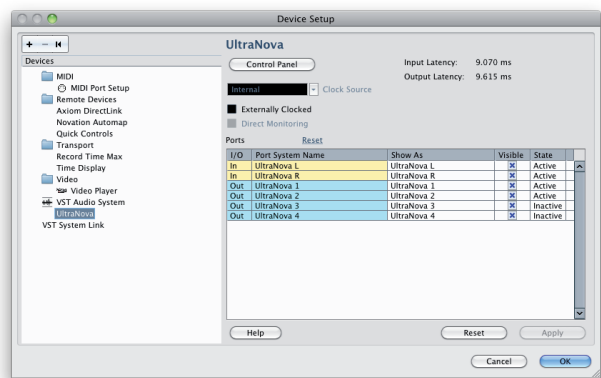 Device Setup
Devices
MIDI
MIDI Port Setup
Remote Devices
Axiom DirectLink
Novation Automap
Quick Controls
Transport
Record Time Max
Time Display
Video
Video Player
VST Audio System
UltraNova
VST System Link
UltraNova
Control Panel
Input Latency: 9.070 ms
Output Latency: 9.615 ms
Internal Clock Source
Externally Clocked
Direct Monitoring
Ports Reset
I/O Port System Name Show As Visible State
In UltraNova L UltraNova L Active
In UltraNova R UltraNova R Active
Out UltraNova 1 UltraNova 1 Active
Out UltraNova 2 UltraNova 2 Active
Out UltraNova 3 UltraNova 3 Inactive
Out UltraNova 4 UltraNova 4 Inactive
Help Reset Apply
Cancel OK